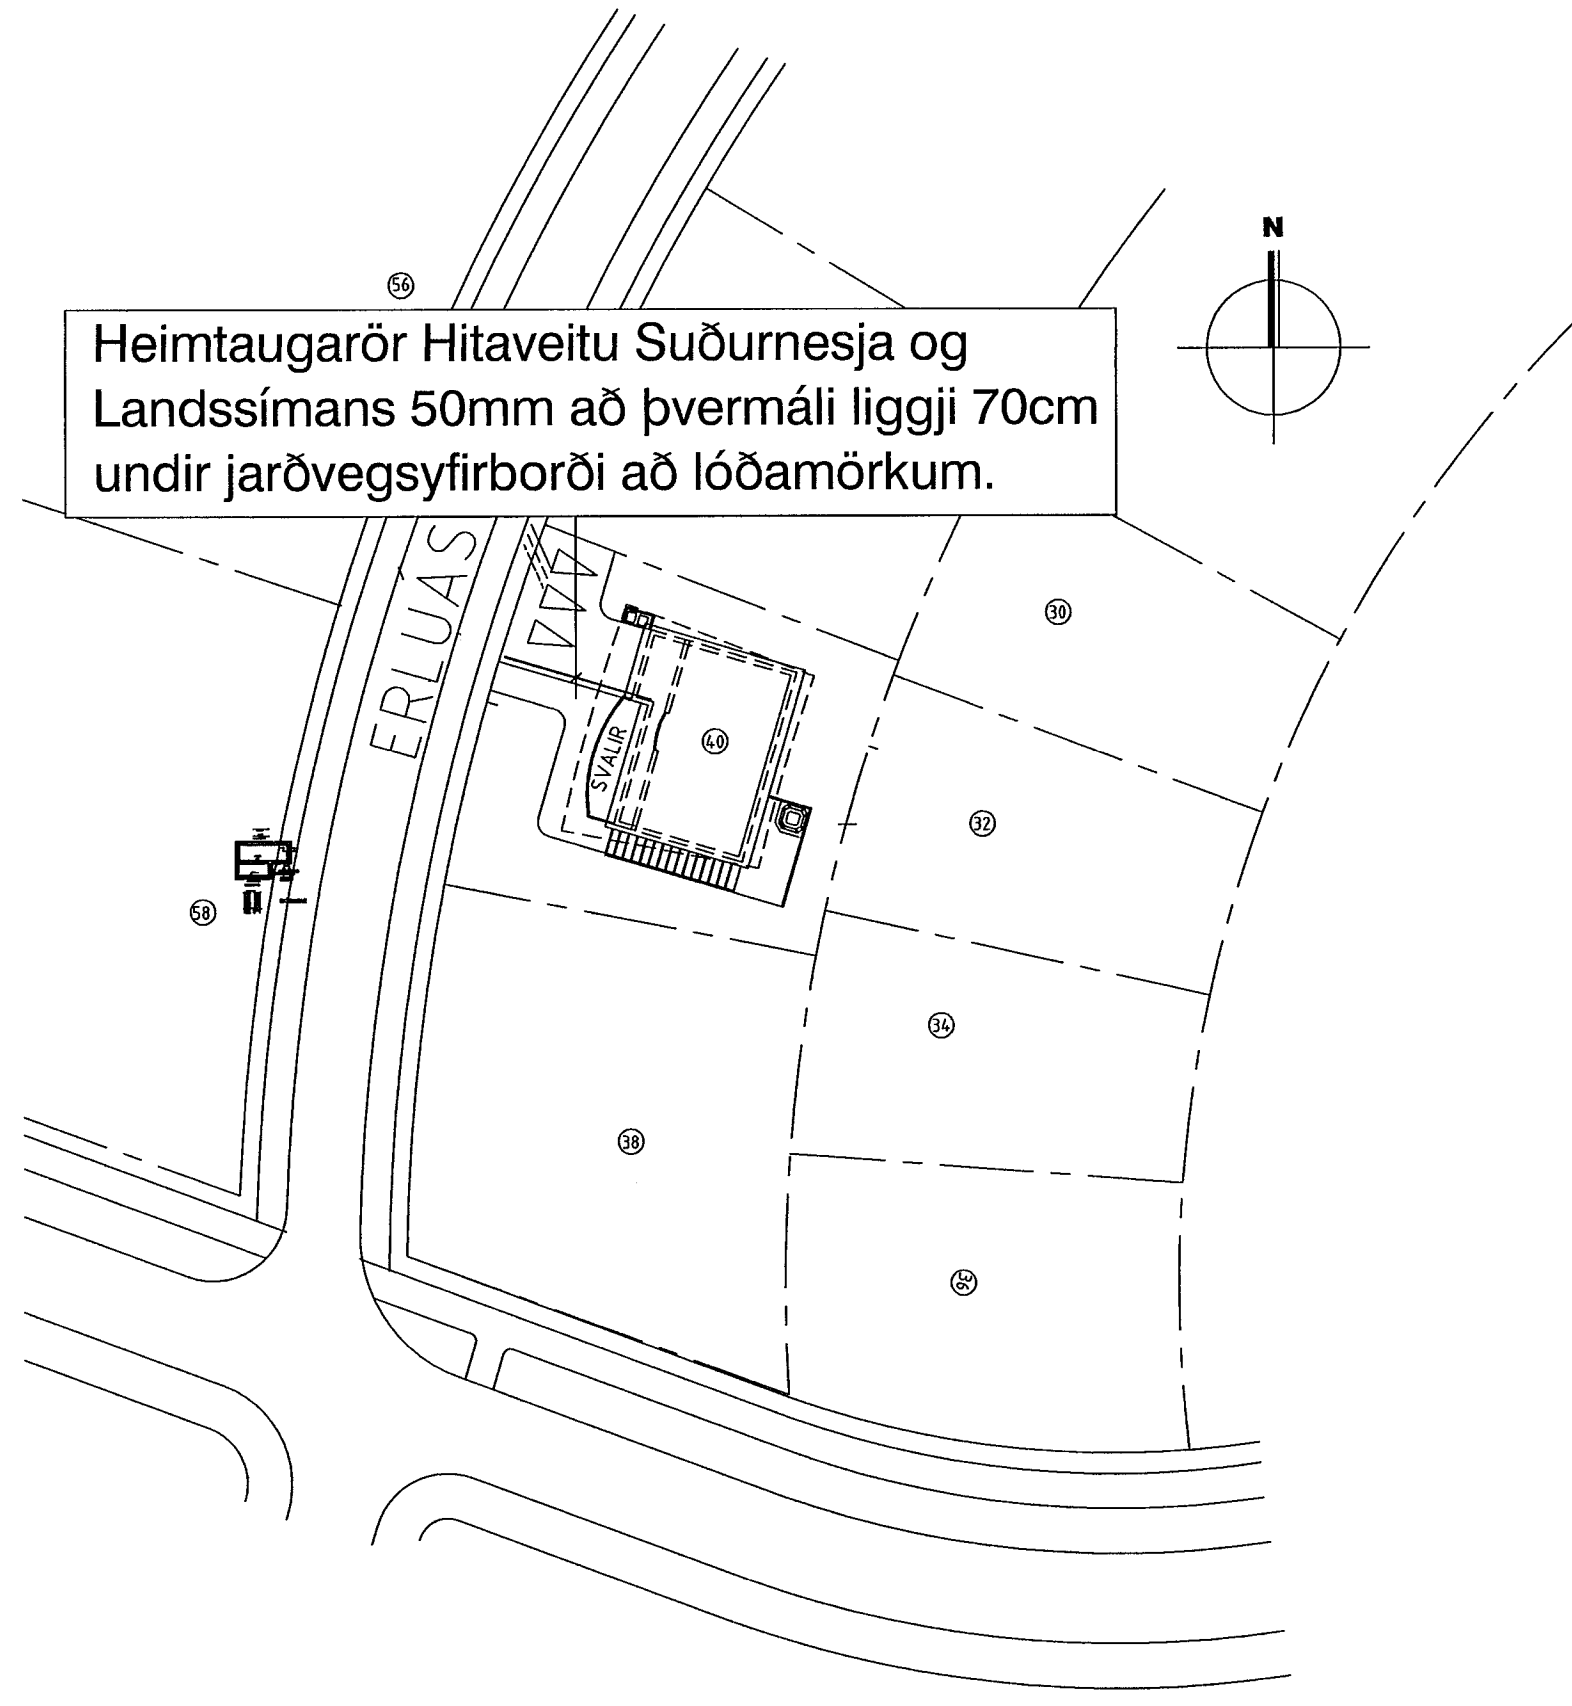 N
56
Heimtaugarör Hitaveitu Suðurnesja og
Landssímans 50mm að þvermáli liggji 70cm
undir jarðvegsyfirborði að lóðamörkum.
ERLUÁS
30
40
SVALIR
32
58
34
38
36